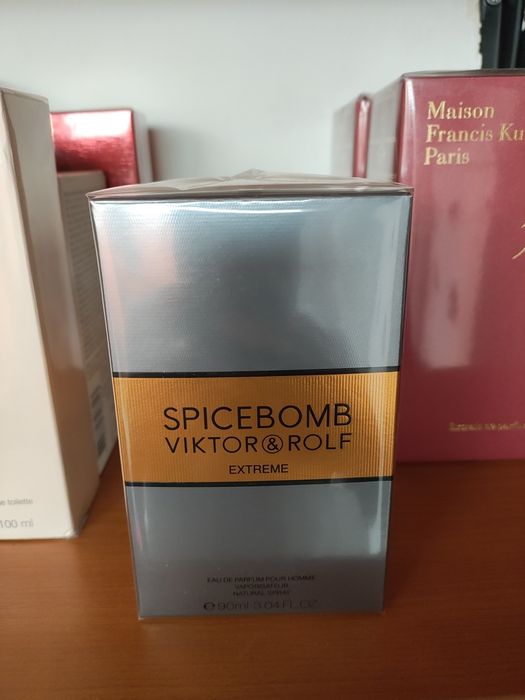 Maison
Francis Ku
Paris
SPICEBOMB
VIKTOR&ROLF
EXTREME
EAU DE PARFUM POUR HOMME
VAPORISATEUR
NATURAL SPRAY
℮ 90ml 3.04 FL.OZ
e toilette
100 ml